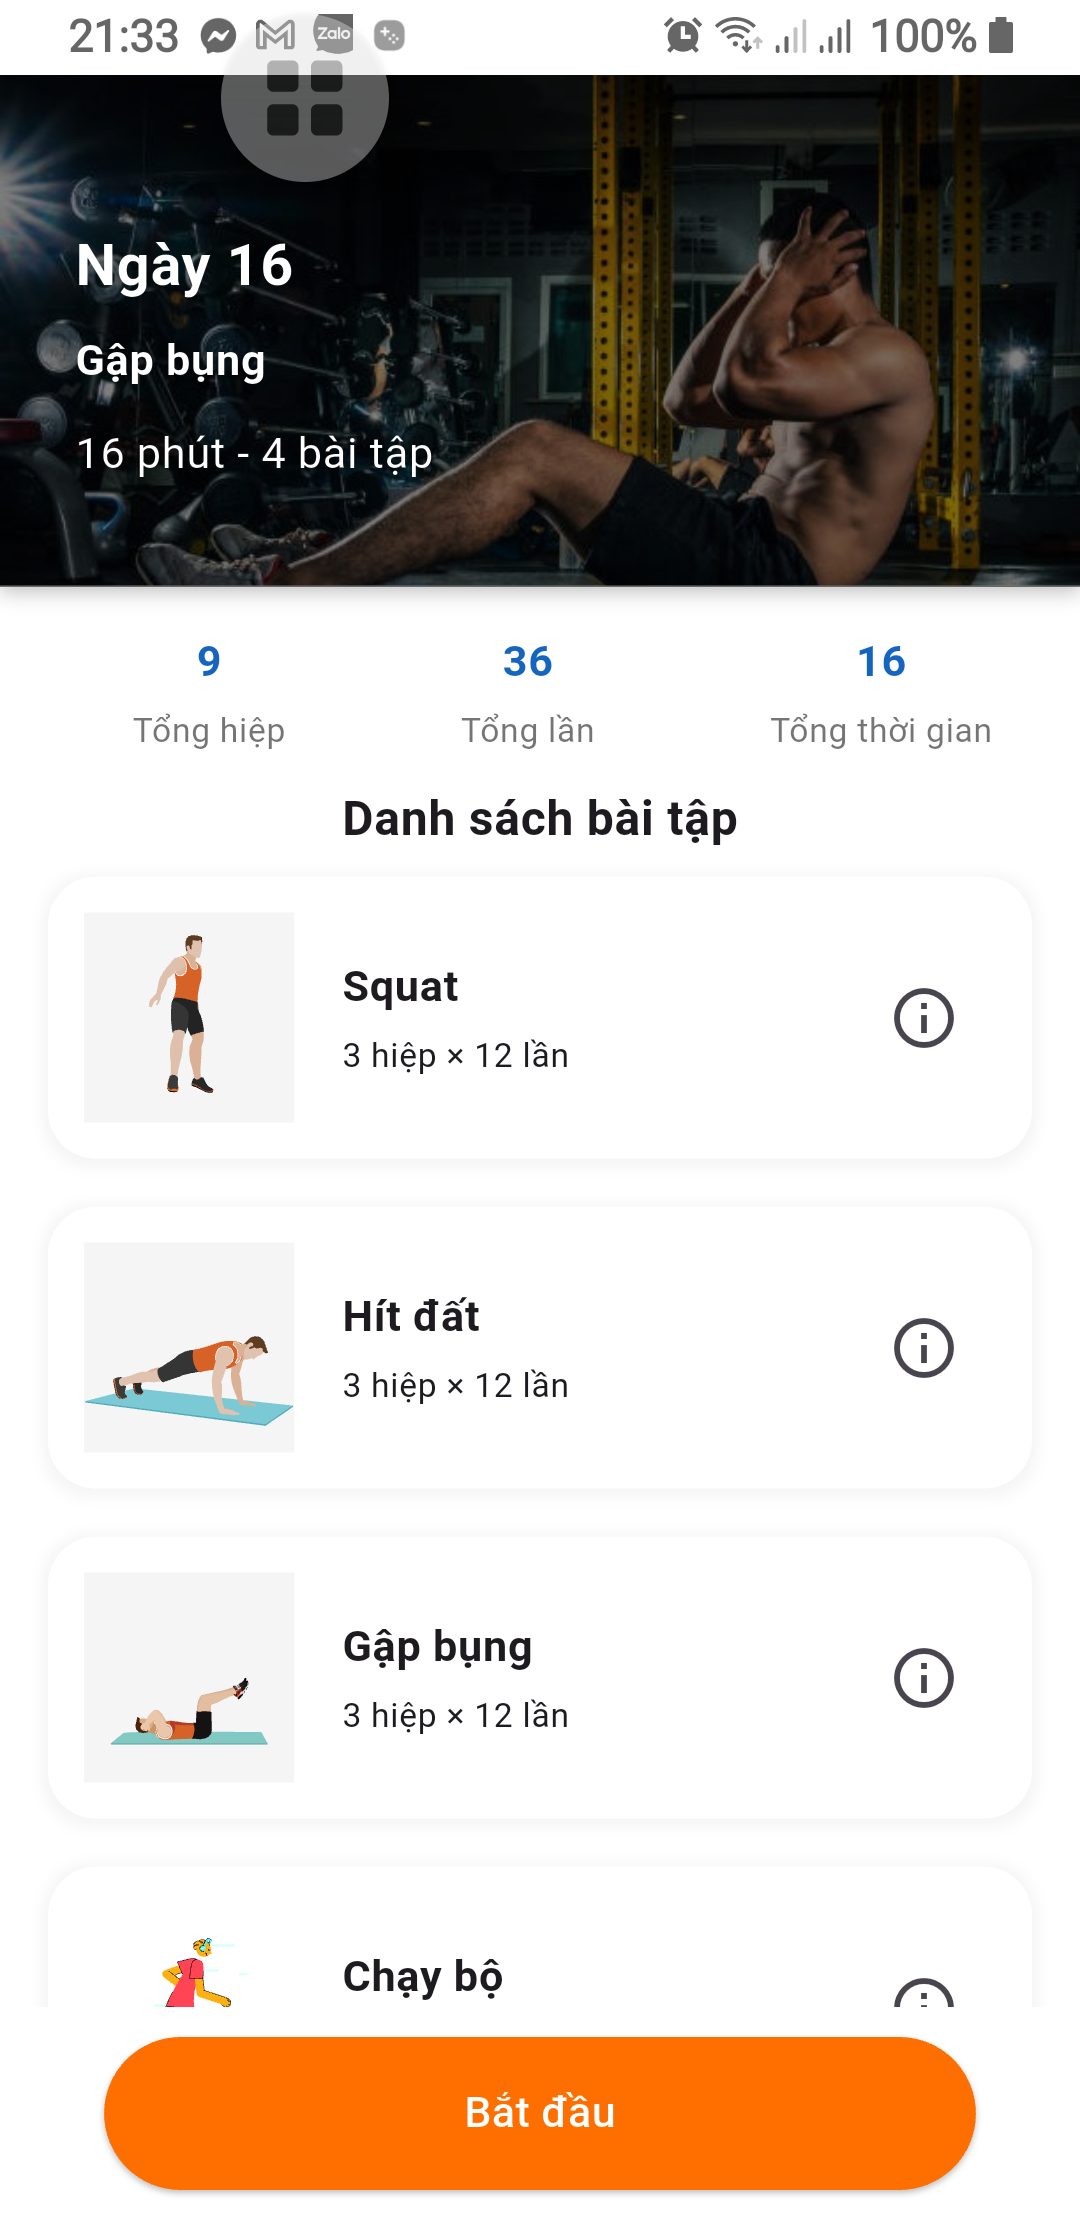 21:33
Zalo
100%
Ngày 16
Gập bụng
16 phút - 4 bài tập
9
36
16
Tổng hiệp
Tổng lần
Tổng thời gian
Danh sách bài tập
Squat
3 hiệp × 12 lần
Hít đất
3 hiệp × 12 lần
Gập bụng
3 hiệp × 12 lần
Chạy bộ
Bắt đầu